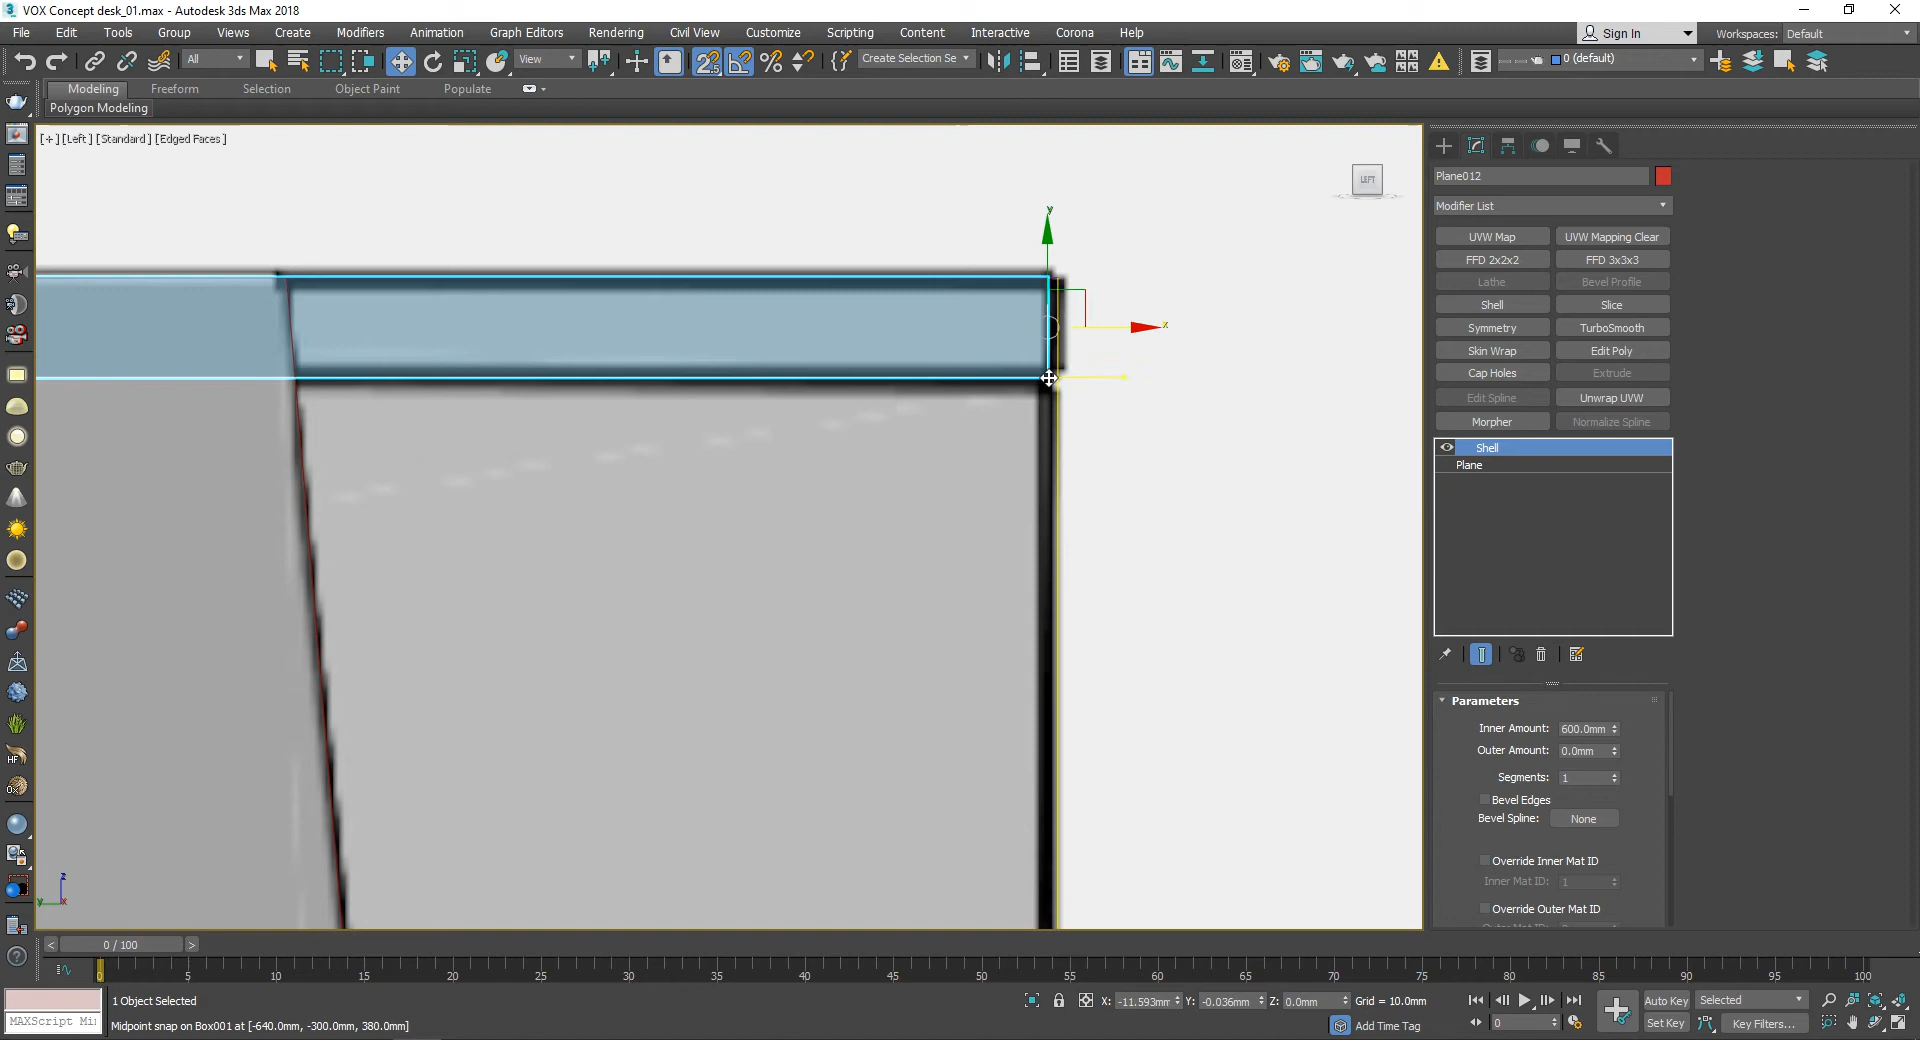 VOX Concept desk_01.max - Autodesk 3ds Max 2018
File Edit Tools Group Views Create Modifiers Animation Graph Editors Rendering Civil View Customize Scripting Content Interactive Corona Help Sign In Workspaces: Default
All View Create Selection Se 0 (default)
Modeling Freeform Selection Object Paint Populate
Polygon Modeling
[+] [Left] [Standard] [Edged Faces]
LEFT
y
x
Plane012
Modifier List
UVW Map UVW Mapping Clear
FFD 2x2x2 FFD 3x3x3
Lathe Bevel Profile
Shell Slice
Symmetry TurboSmooth
Skin Wrap Edit Poly
Cap Holes Extrude
Edit Spline Unwrap UVW
Morpher Normalize Spline
Shell
Plane
Parameters
Inner Amount: 600.0mm
Outer Amount: 0.0mm
Segments: 1
Bevel Edges
Bevel Spline: None
Override Inner Mat ID
Inner Mat ID: 1
Override Outer Mat ID
HF
Ox
z
y x
< 0 / 100 >
0 5 10 15 20 25 30 35 40 45 50 55 60 65 70 75 80 85 90 95 100
1 Object Selected X: -11.593mm Y: -0.036mm Z: 0.0mm Grid = 10.0mm Auto Key Selected
MAXScript Mi Midpoint snap on Box001 at [-640.0mm, -300.0mm, 380.0mm] Add Time Tag 0 Set Key Key Filters...